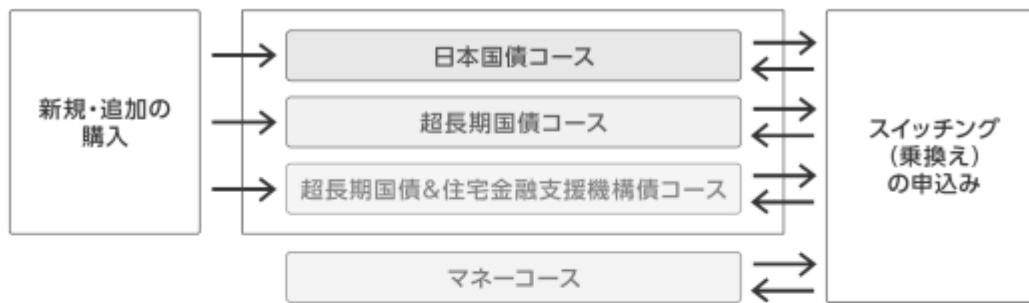 新規・追加の
購入
日本国債コース
超長期国債コース
超長期国債&住宅金融支援機構債コース
マネーコース
スイッチング
(乗換え)
の申込み